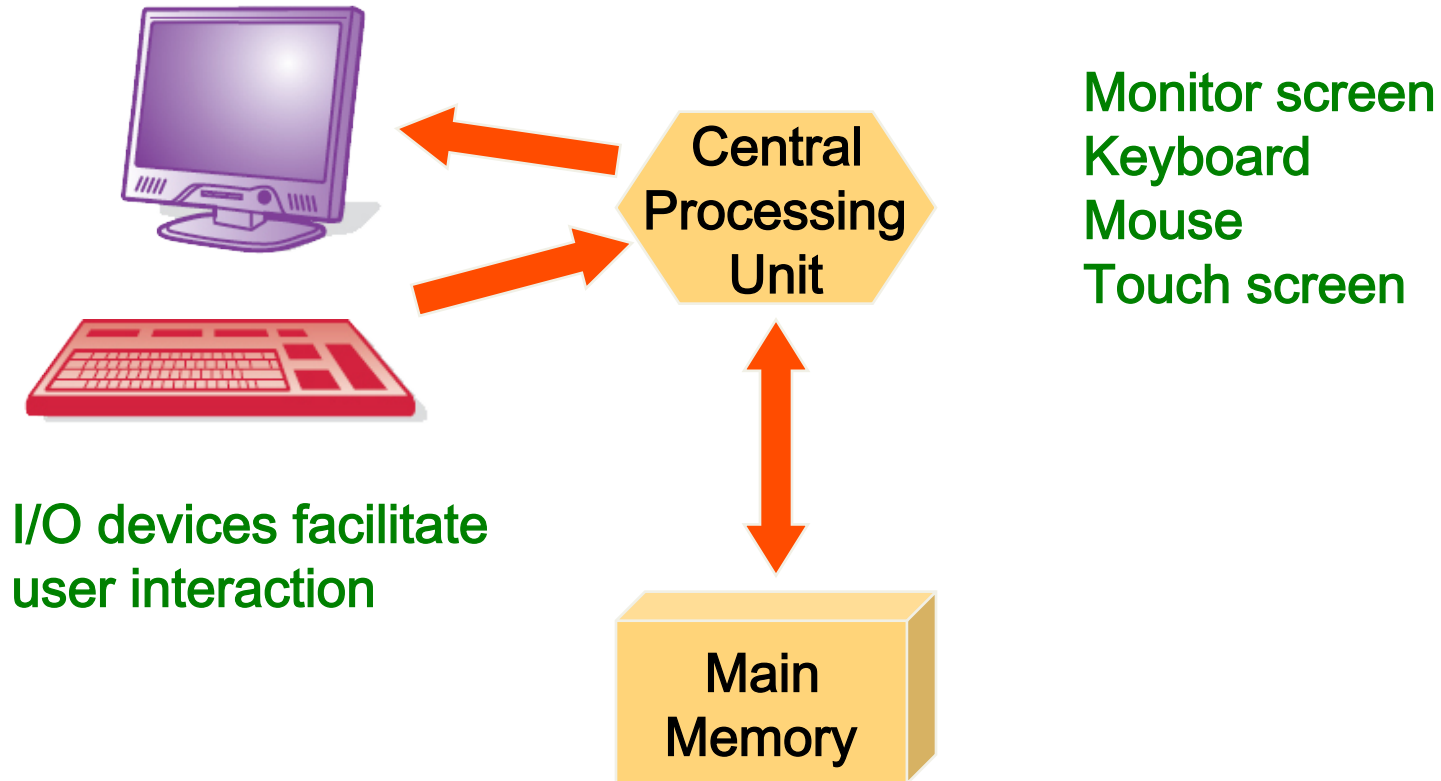 Central
Processing
Unit
Monitor screen
Keyboard
Mouse
Touch screen
I/O devices facilitate
user interaction
Main
Memory